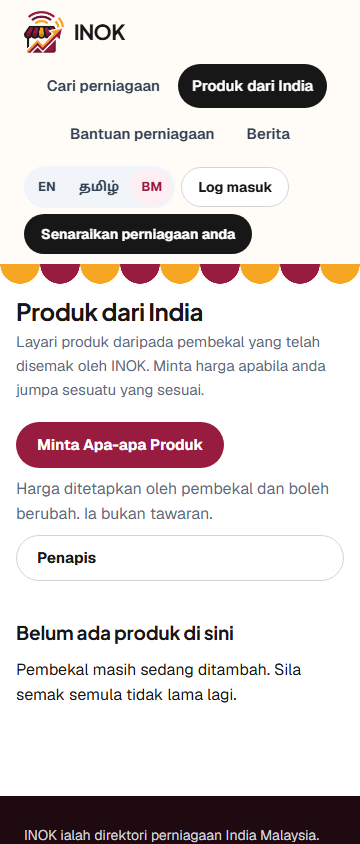 INOK
Cari perniagaan
Produk dari India
Bantuan perniagaan
Berita
EN
தமிழ்
BM
Log masuk
Senaraikan perniagaan anda
Produk dari India
Layari produk daripada pembekal yang telah
disemak oleh INOK. Minta harga apabila anda
jumpa sesuatu yang sesuai.
Minta Apa-apa Produk
Harga ditetapkan oleh pembekal dan boleh
berubah. Ia bukan tawaran.
Penapis
Belum ada produk di sini
Pembekal masih sedang ditambah. Sila
semak semula tidak lama lagi.
INOK ialah direktori perniagaan India Malaysia.